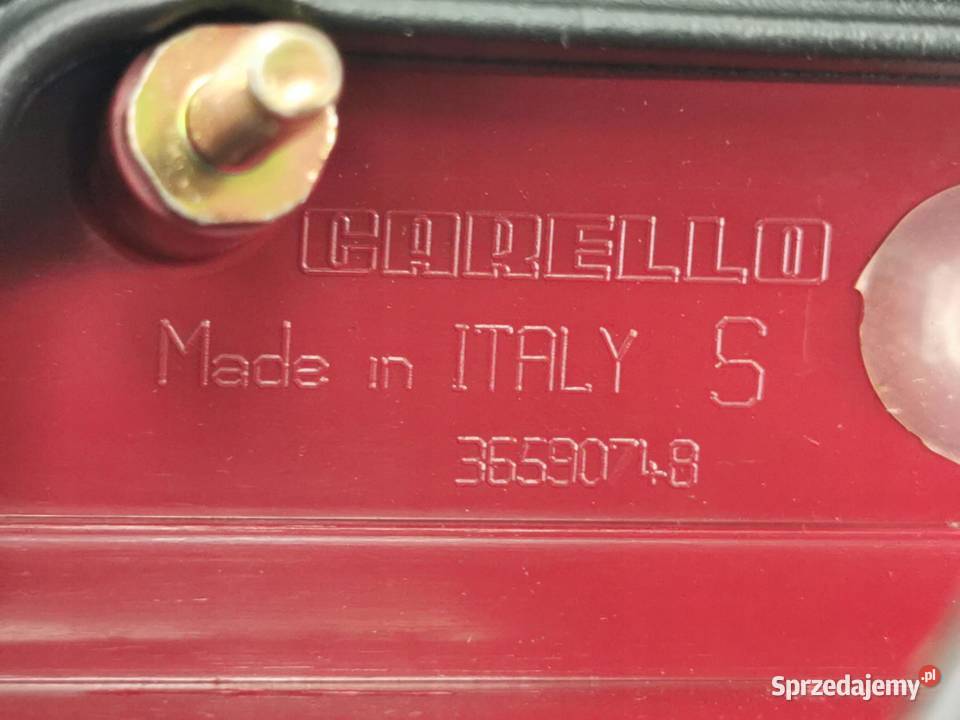 CARELLO
Made in ITALY S
36590748
Sprzedajemy.pl